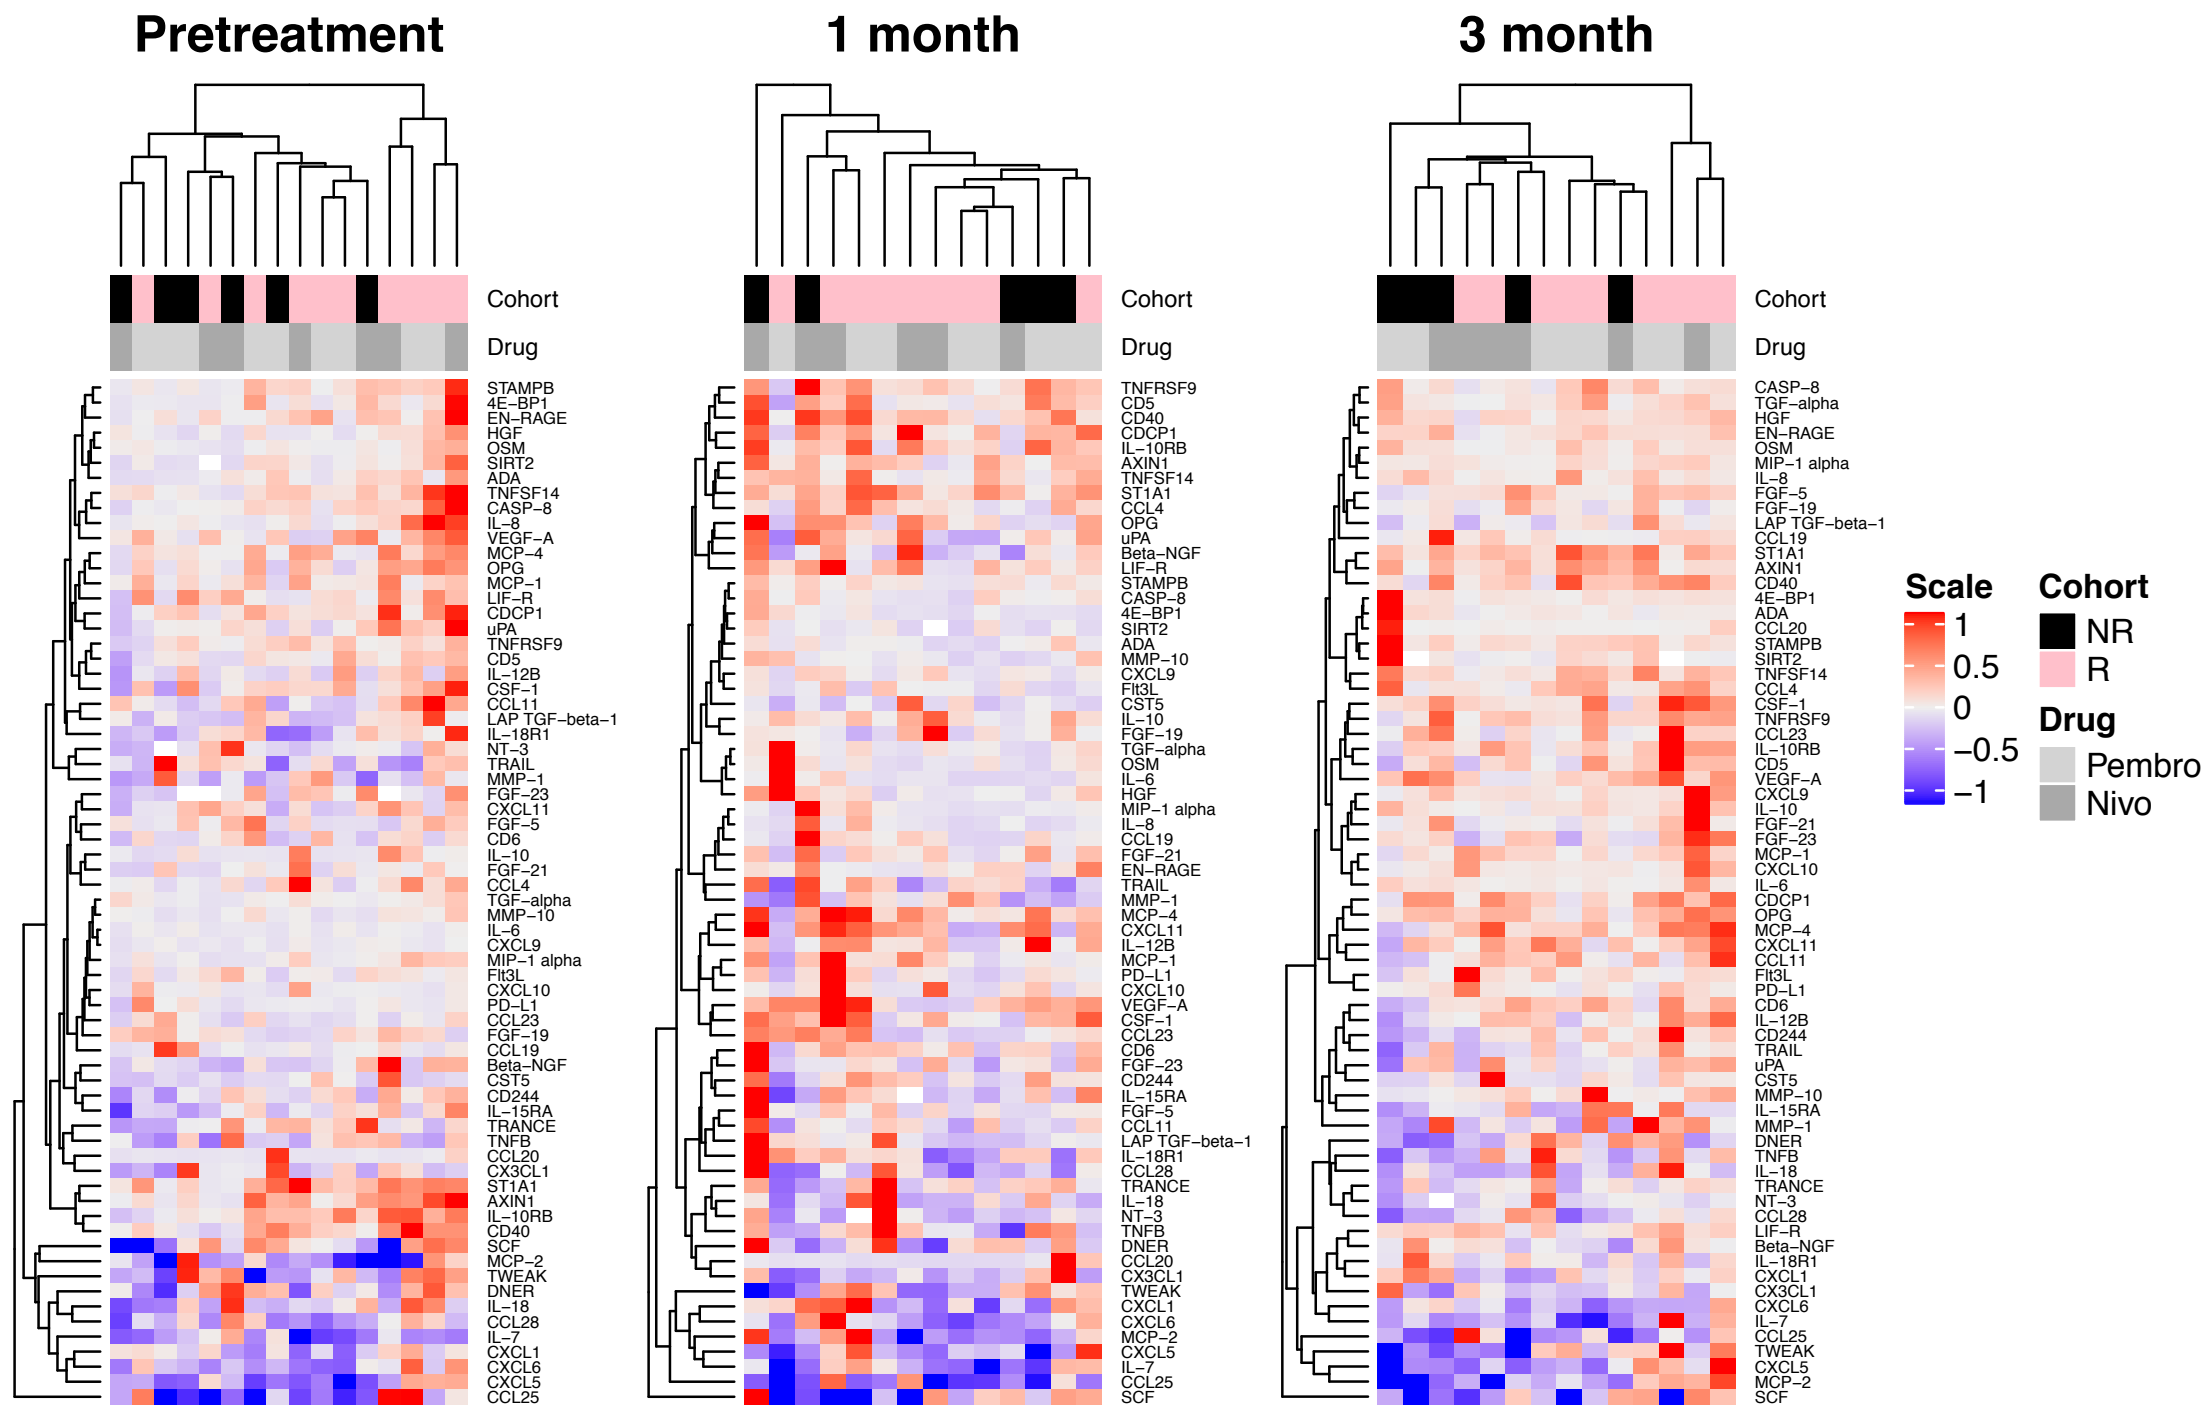 Pretreatment
Cohort
Drug
STAMPB
4E−BP1
EN−RAGE
HGF
OSM
SIRT2
ADA
TNFSF14
CASP−8
IL−8
VEGF−A
MCP−4
OPG
MCP−1
LIF−R
CDCP1
uPA
TNFRSF9
CD5
IL−12B
CSF−1
CCL11
LAP TGF−beta−1
IL−18R1
NT−3
TRAIL
MMP−1
FGF−23
CXCL11
FGF−5
CD6
IL−10
FGF−21
CCL4
TGF−alpha
MMP−10
IL−6
CXCL9
MIP−1 alpha
Flt3L
CXCL10
PD−L1
CCL23
FGF−19
CCL19
Beta−NGF
CST5
CD244
IL−15RA
TRANCE
TNFB
CCL20
CX3CL1
ST1A1
AXIN1
IL−10RB
CD40
SCF
MCP−2
TWEAK
DNER
IL−18
CCL28
IL−7
CXCL1
CXCL6
CXCL5
CCL25
1 month
Cohort
Drug
TNFRSF9
CD5
CD40
CDCP1
IL−10RB
AXIN1
TNFSF14
ST1A1
CCL4
OPG
uPA
Beta−NGF
LIF−R
STAMPB
CASP−8
4E−BP1
SIRT2
ADA
MMP−10
CXCL9
Flt3L
CST5
IL−10
FGF−19
TGF−alpha
OSM
IL−6
HGF
MIP−1 alpha
IL−8
CCL19
FGF−21
EN−RAGE
TRAIL
MMP−1
MCP−4
CXCL11
IL−12B
MCP−1
PD−L1
CXCL10
VEGF−A
CSF−1
CCL23
CD6
FGF−23
CD244
IL−15RA
FGF−5
CCL11
LAP TGF−beta−1
IL−18R1
CCL28
TRANCE
IL−18
NT−3
TNFB
DNER
CCL20
CX3CL1
TWEAK
CXCL1
CXCL6
MCP−2
CXCL5
IL−7
CCL25
SCF
3 month
Cohort
Drug
CASP−8
TGF−alpha
HGF
EN−RAGE
OSM
MIP−1 alpha
IL−8
FGF−5
FGF−19
LAP TGF−beta−1
CCL19
ST1A1
AXIN1
CD40
4E−BP1
ADA
CCL20
STAMPB
SIRT2
TNFSF14
CCL4
CSF−1
TNFRSF9
CCL23
IL−10RB
CD5
VEGF−A
CXCL9
IL−10
FGF−21
FGF−23
MCP−1
CXCL10
IL−6
CDCP1
OPG
MCP−4
CXCL11
CCL11
Flt3L
PD−L1
CD6
IL−12B
CD244
TRAIL
uPA
CST5
MMP−10
IL−15RA
MMP−1
DNER
TNFB
IL−18
TRANCE
NT−3
CCL28
LIF−R
Beta−NGF
IL−18R1
CXCL1
CX3CL1
CXCL6
IL−7
CCL25
TWEAK
CXCL5
MCP−2
SCF
Scale
1
0.5
0
−0.5
−1
Cohort
NR
R
Drug
Pembro
Nivo